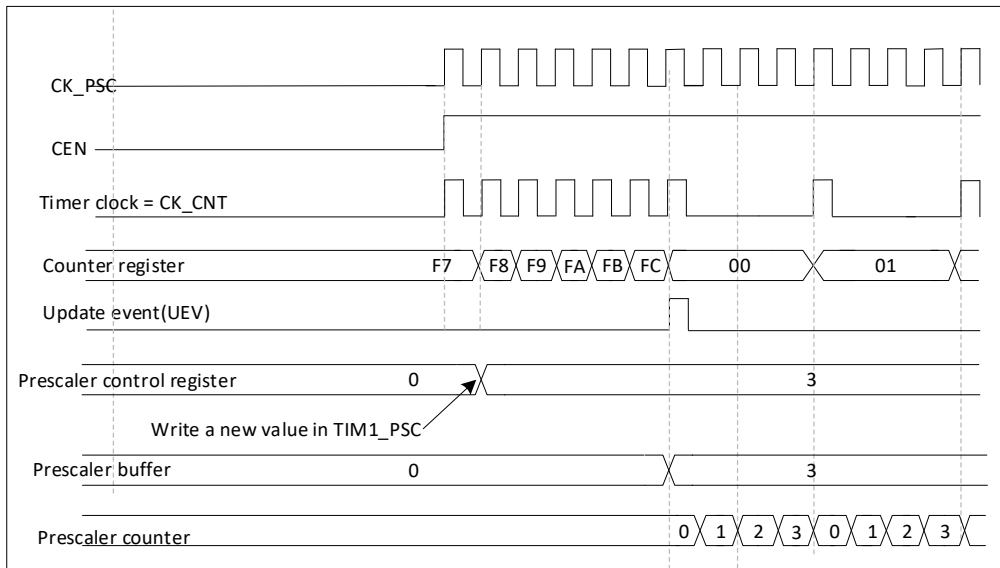 CK_PSC
CEN
Timer clock = CK_CNT
Counter register F7 F8 F9 FA FB FC 00 01
Update event(UEV)
Prescaler control register 0 3
Write a new value in TIM1_PSC
Prescaler buffer 0 3
Prescaler counter 0 1 2 3 0 1 2 3